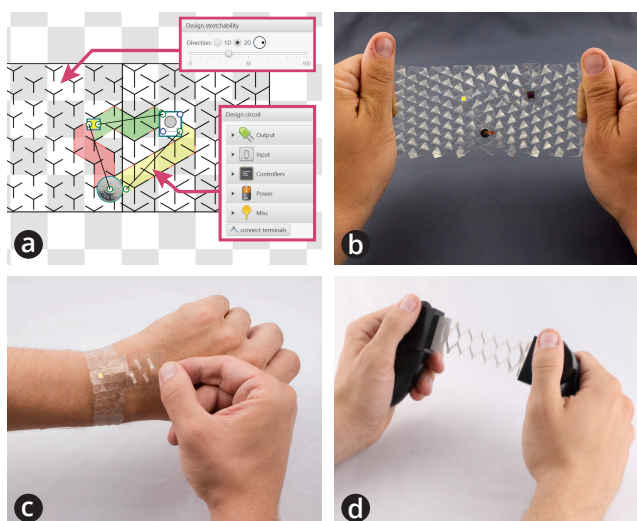 Design stretchability
Direction: 1D 2D
0 50 100
Design circuit
Output
Input
Controllers
Power
Misc
connect terminals
a
b
c
d